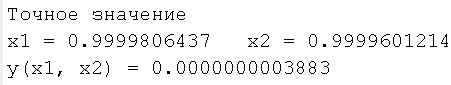 Точное значение
x1 = 0.9999806437   x2 = 0.9999601214
y(x1, x2) = 0.0000000003883